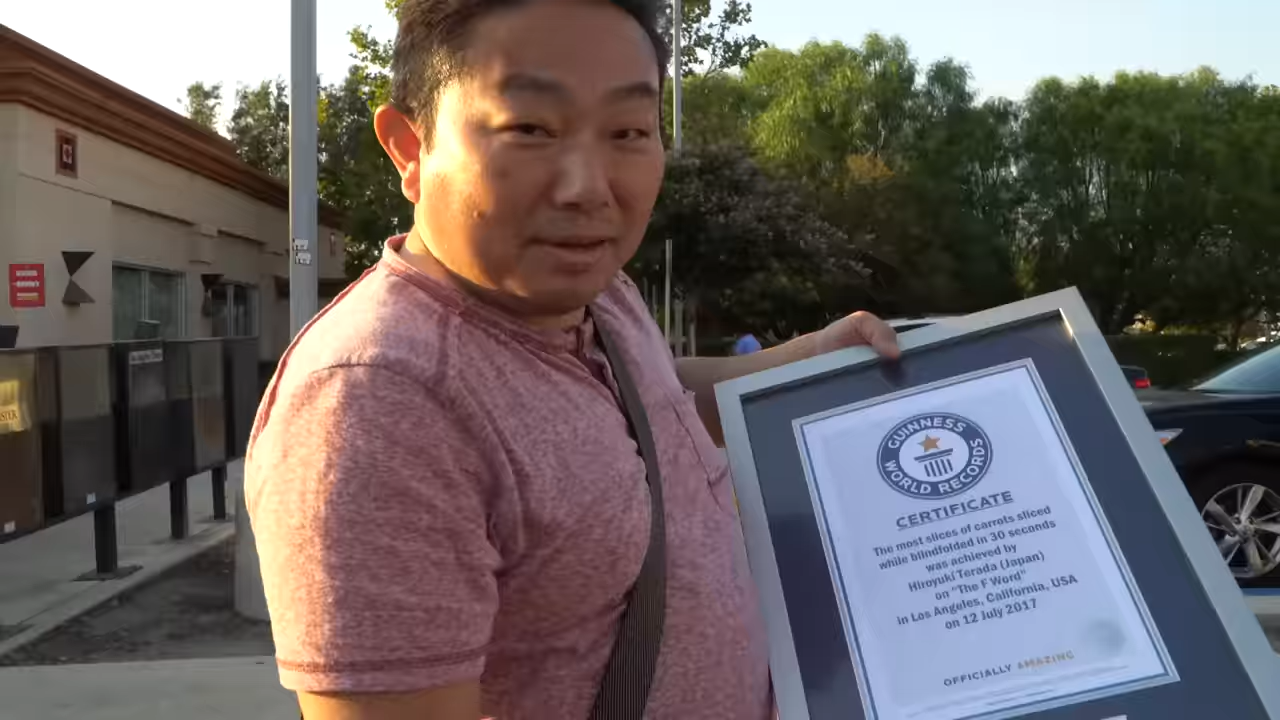 GUINNESS
WORLD RECORDS
CERTIFICATE
The most slices of carrots sliced
while blindfolded in 30 seconds
was achieved by
Hiroyuki Terada (Japan)
on "The F Word"
in Los Angeles, California, USA
on 12 July 2017
OFFICIALLY AMAZING